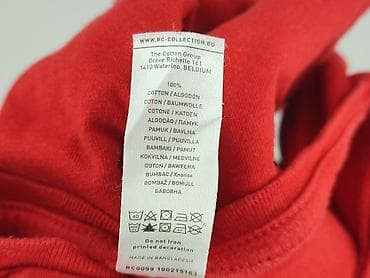 WWW.BC-COLLECTION.EU
The Cotton Group
Drève Richelle 161
1410 Waterloo, BELGIUM
100%
COTTON / ALGODÓN
COTON / BAUMWOLLE
COTONE / KATOEN
ALGODÃO / ПАМУК
PAMUK / BAVLNA
PUUVILL / PUUVILLA
BAMBAKI / PAMUT
KOKVILNA / MEDVILNE
COTON / BAWEŁNA
BUMBAC / Хлопок
BOMBAŽ / BOMULL
БАВОВНА
Do not Iron
printed decoration
MADE IN BANGLADESH